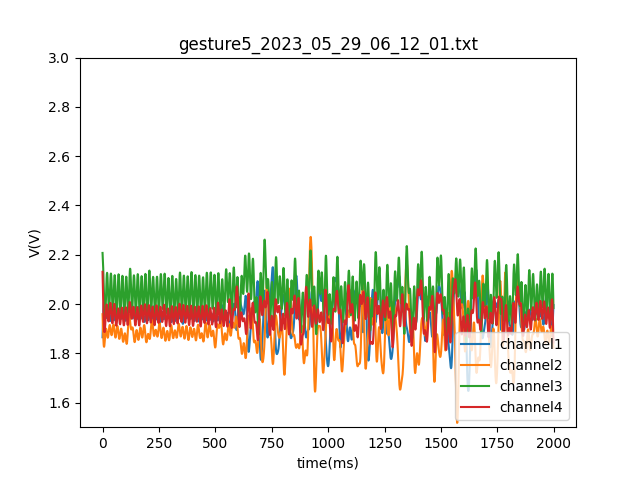 gesture5_2023_05_29_06_12_01.txt
3.0
2.8
2.6
2.4
2.2
2.0
1.8
1.6
V(V)
channel1
channel2
channel3
channel4
0 250 500 750 1000 1250 1500 1750 2000
time(ms)